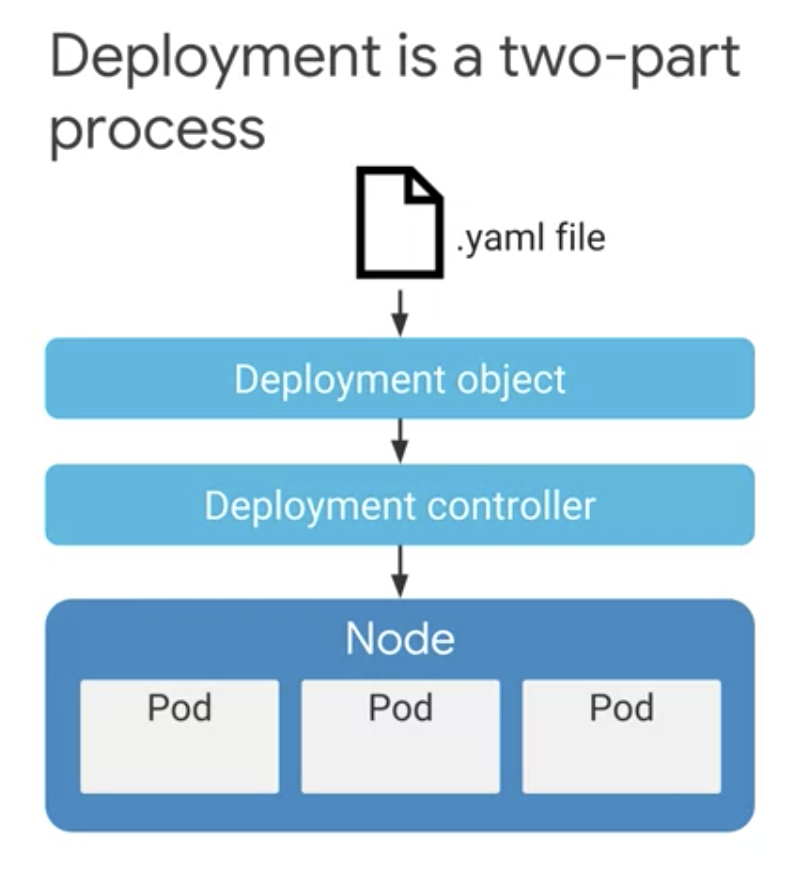 Deployment is a two-part
process
.yaml file
Deployment object
Deployment controller
Node
Pod
Pod
Pod